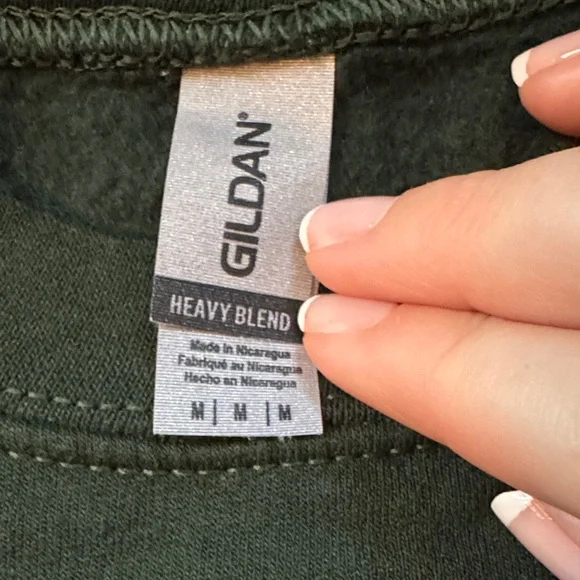 GILDAN®
HEAVY BLEND
Made in Nicaragua
Fabriqué au Nicaragua
Hecho en Nicaragua
M | M | M